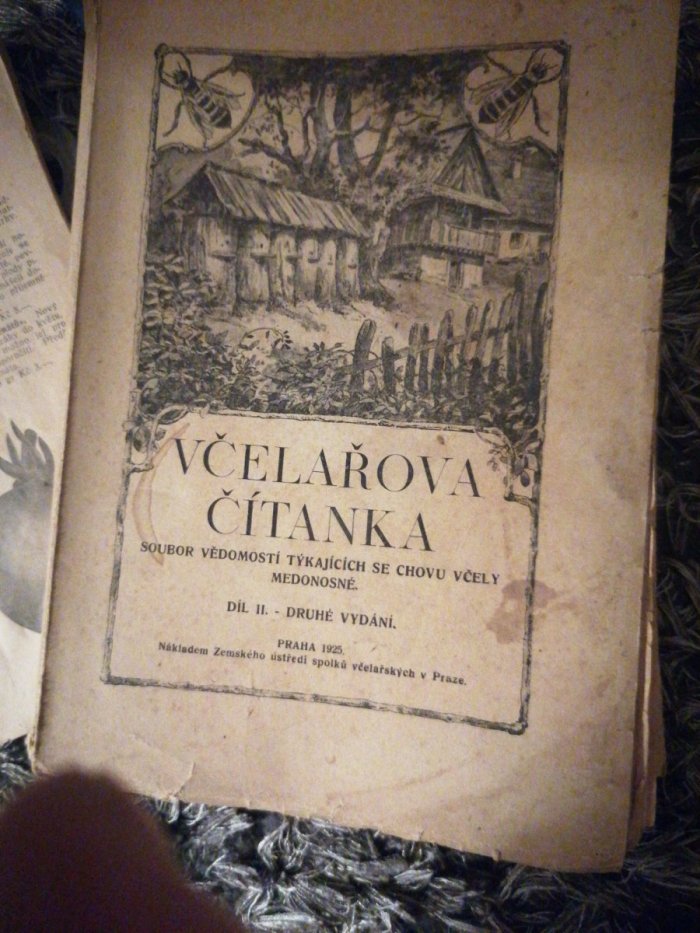 VČELAŘOVA
ČÍTANKA
SOUBOR VĚDOMOSTÍ TÝKAJÍCÍCH SE CHOVU VČELY
MEDONOSNÉ.
DÍL II. - DRUHÉ VYDÁNÍ.
PRAHA 1925.
Nákladem Zemského ústředí spolků včelařských v Praze.